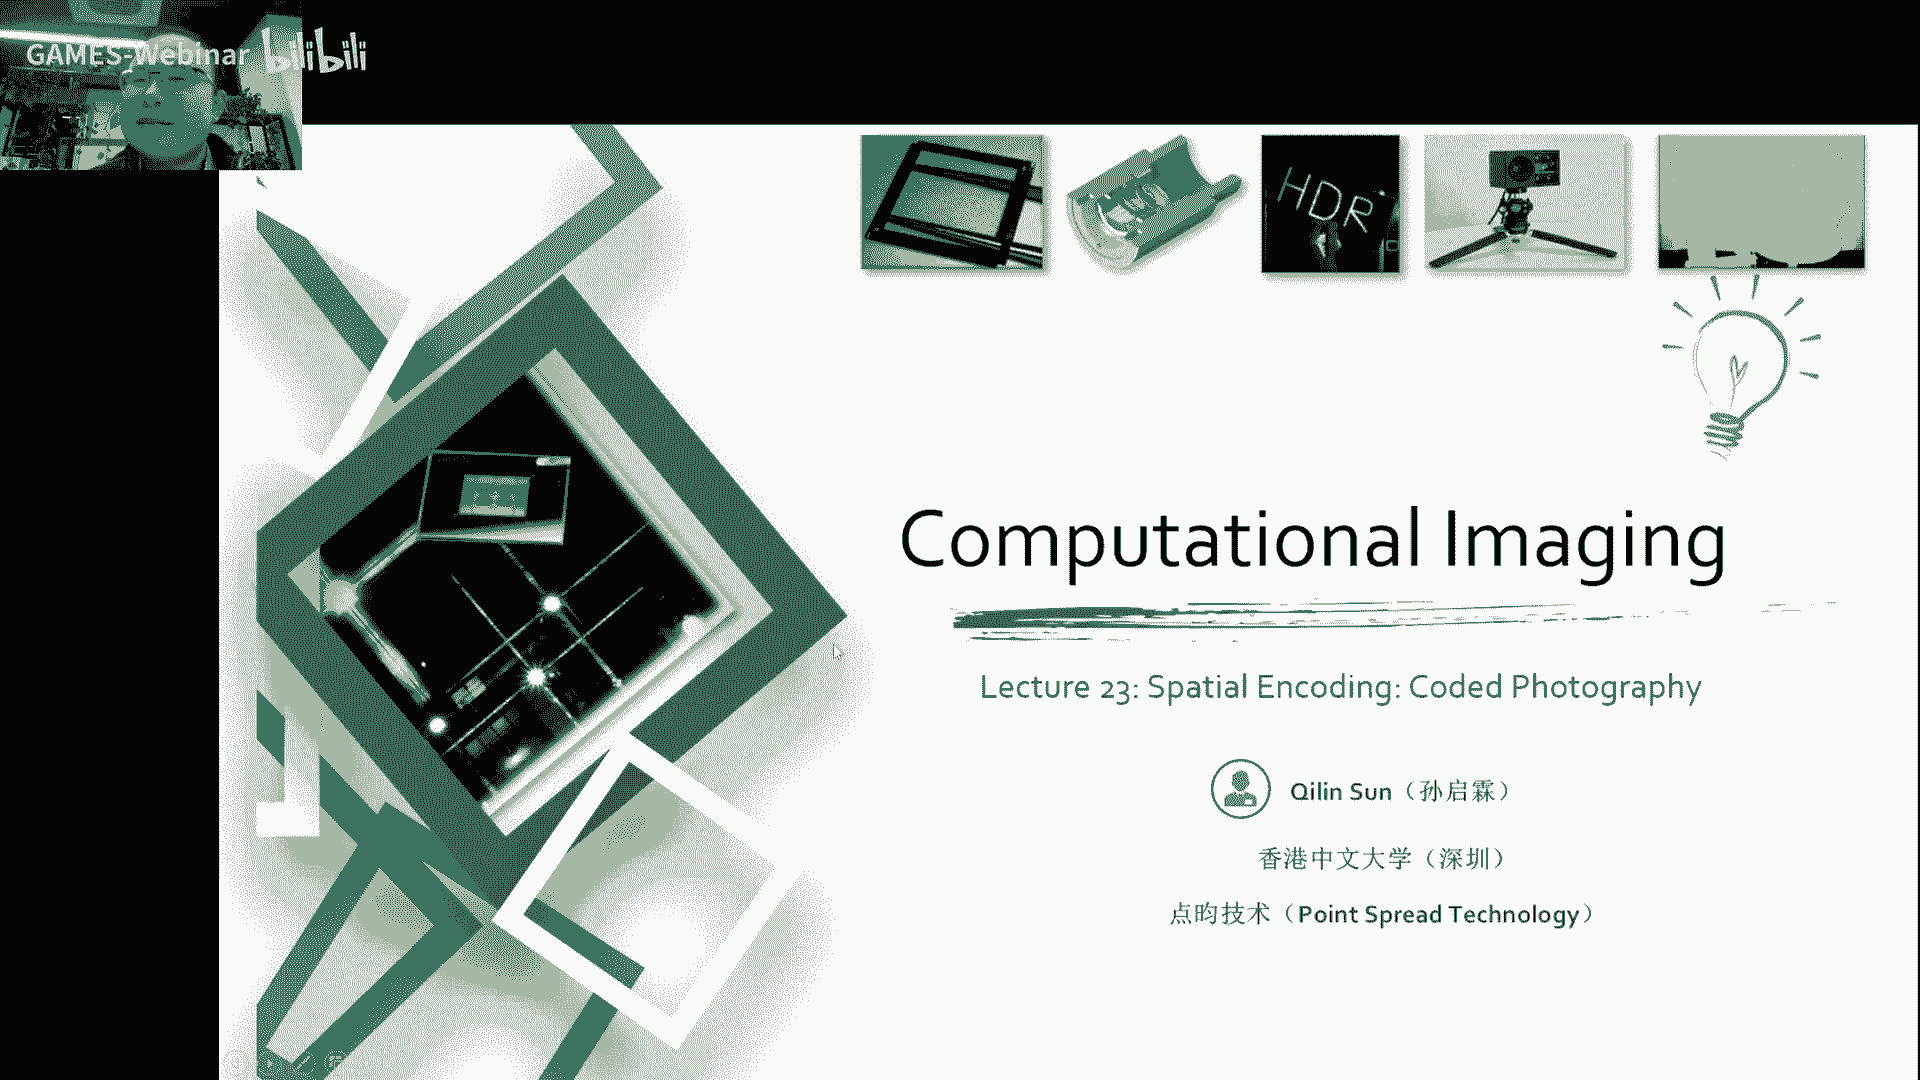 GAMES-Webinar bilibili
HDR
Computational Imaging
Lecture 23: Spatial Encoding: Coded Photography
Qilin Sun（孙启霖）
香港中文大学（深圳）
点昀技术（Point Spread Technology）